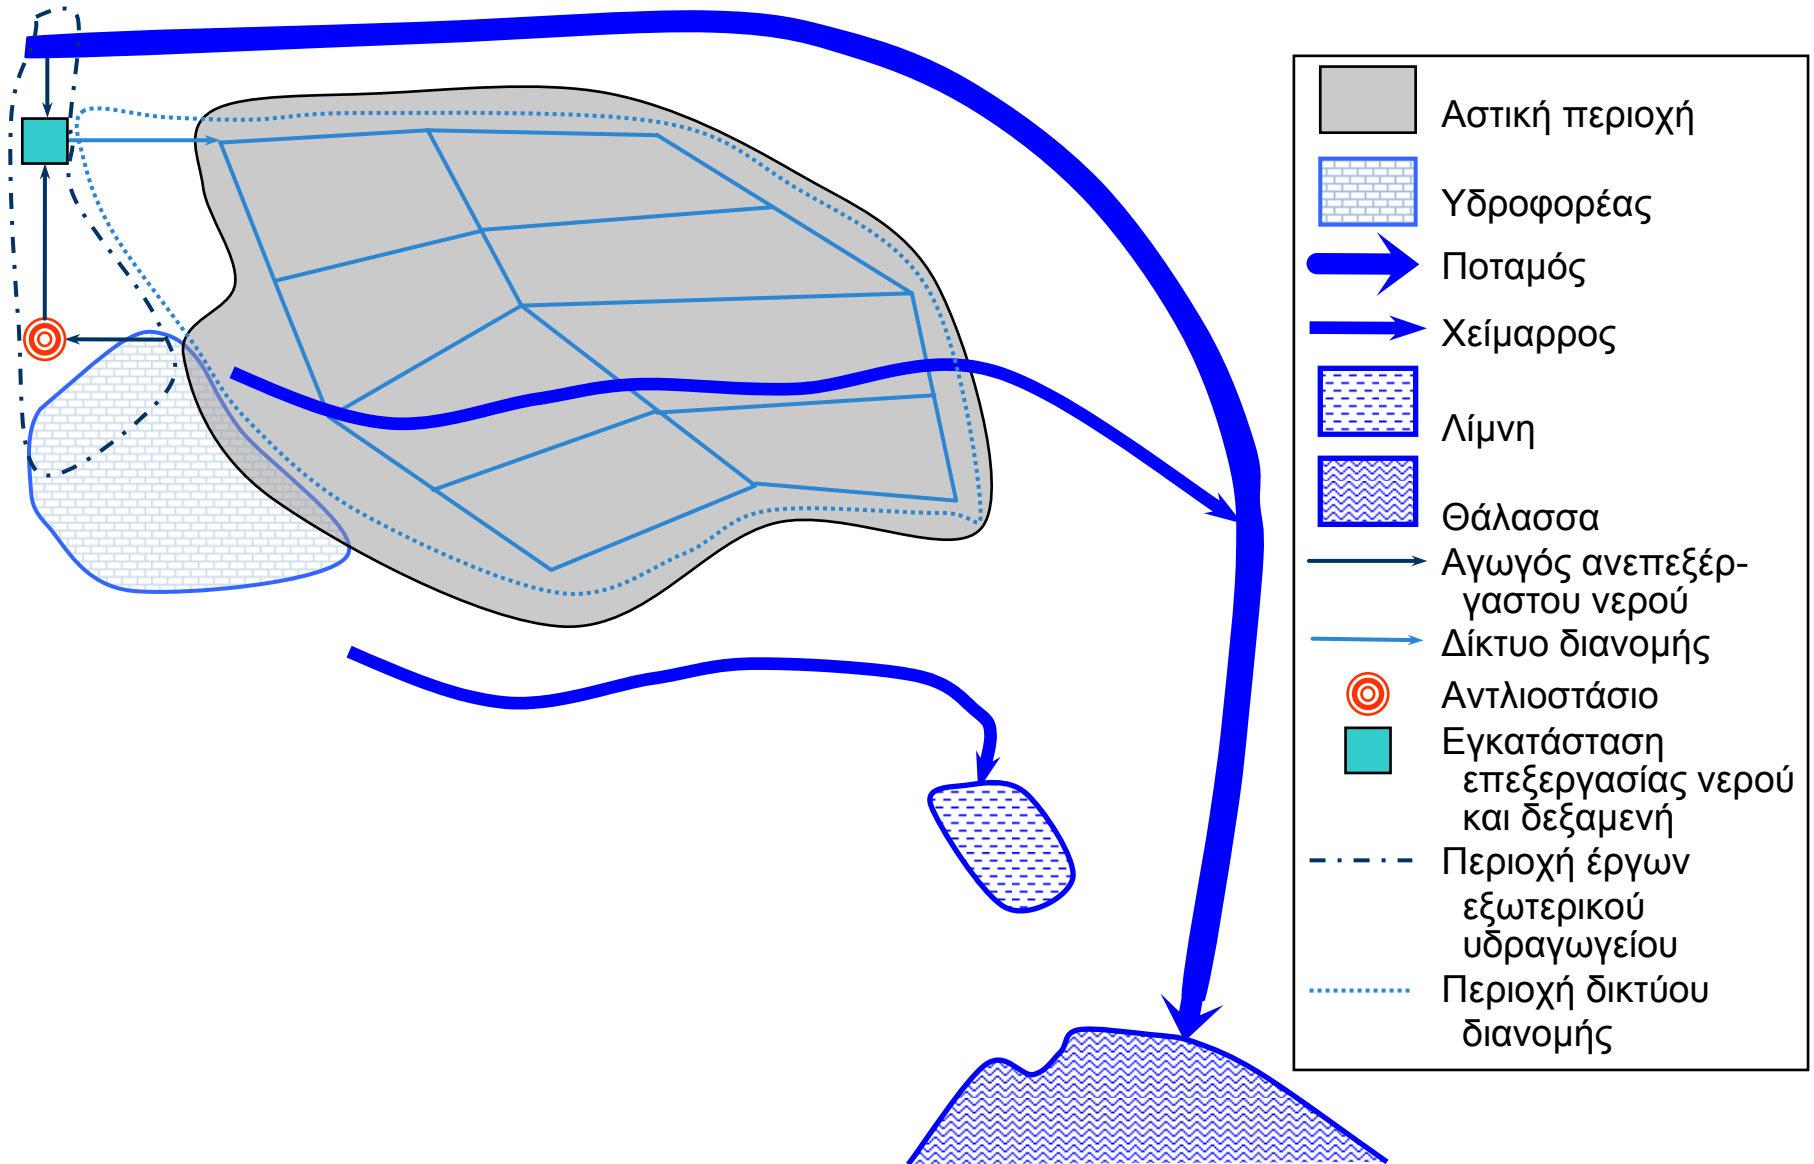 Αστική περιοχή
Υδροφορέας
Ποταμός
Χείμαρρος
Λίμνη
Θάλασσα
Αγωγός ανεπεξέρ-
γαστου νερού
Δίκτυο διανομής
Αντλιοστάσιο
Εγκατάσταση
επεξεργασίας νερού
και δεξαμενή
Περιοχή έργων
εξωτερικού
υδραγωγείου
Περιοχή δικτύου
διανομής